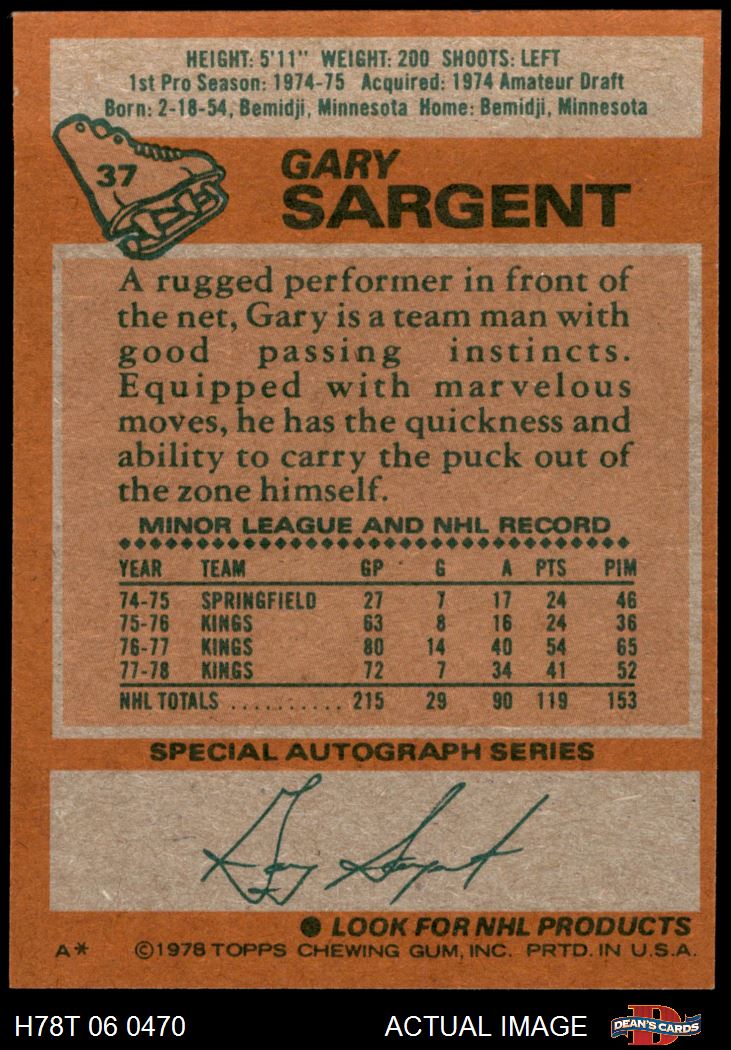 HEIGHT: 5'11" WEIGHT: 200 SHOOTS: LEFT
1st Pro Season: 1974-75 Acquired: 1974 Amateur Draft
Born: 2-18-54, Bemidji, Minnesota Home: Bemidji, Minnesota
37
GARY
SARGENT
A rugged performer in front of
the net, Gary is a team man with
good passing instincts.
Equipped with marvelous
moves, he has the quickness and
ability to carry the puck out of
the zone himself.
MINOR LEAGUE AND NHL RECORD
YEAR TEAM GP G A PTS PIM
74-75 SPRINGFIELD 27 7 17 24 46
75-76 KINGS 63 8 16 24 36
76-77 KINGS 80 14 40 54 65
77-78 KINGS 72 7 34 41 52
NHL TOTALS .......... 215 29 90 119 153
SPECIAL AUTOGRAPH SERIES
Gary Sargent
● LOOK FOR NHL PRODUCTS
A* ©1978 TOPPS CHEWING GUM, INC. PRTD. IN U.S.A.
H78T 06 0470 ACTUAL IMAGE DEAN'S CARDS